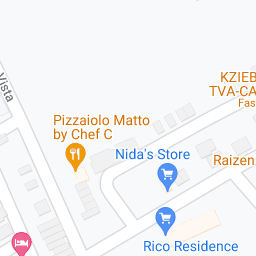 Vista
KZIEB
TVA-CA
Fas
Pizzaiolo Matto
by Chef C
Nida's Store
Raizen
Rico Residence